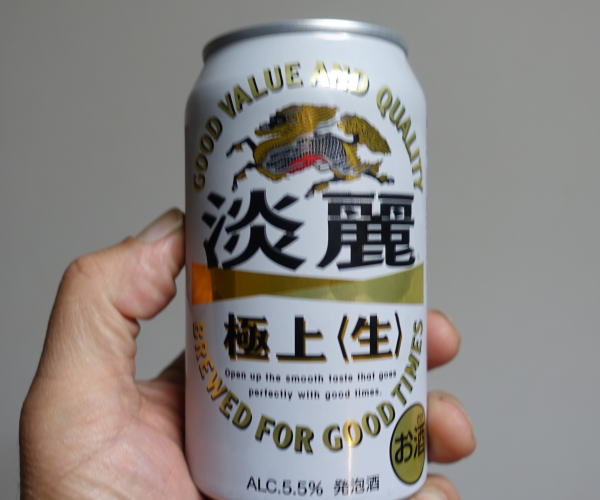 GOOD VALUE AND QUALITY
淡麗
極上〈生〉
Open up the smooth taste that goes
perfectly with good times.
BREWED FOR GOOD TIMES
お酒
ALC.5.5% 発泡酒